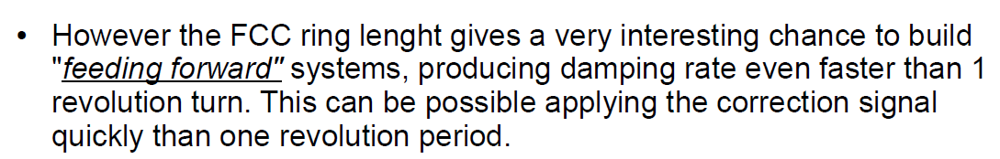 • However the FCC ring lenght gives a very interesting chance to build
"feeding forward" systems, producing damping rate even faster than 1
revolution turn. This can be possible applying the correction signal
quickly than one revolution period.